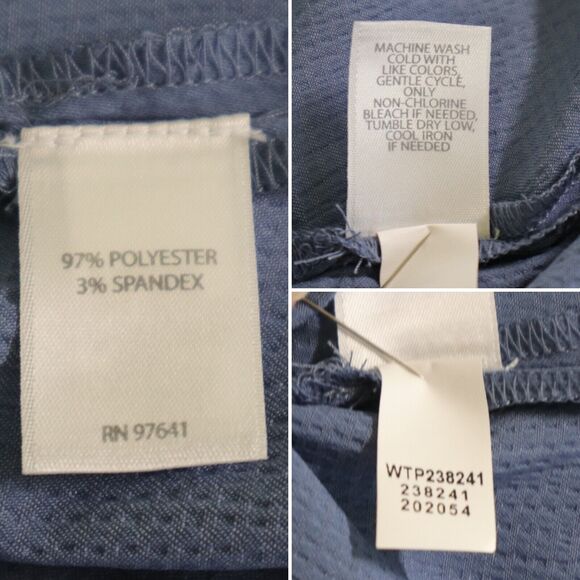 97% POLYESTER
3% SPANDEX
RN 97641
MACHINE WASH
COLD WITH
LIKE COLORS,
GENTLE CYCLE,
ONLY
NON-CHLORINE
BLEACH IF NEEDED,
TUMBLE DRY LOW,
COOL IRON
IF NEEDED
WTP238241
238241
202054